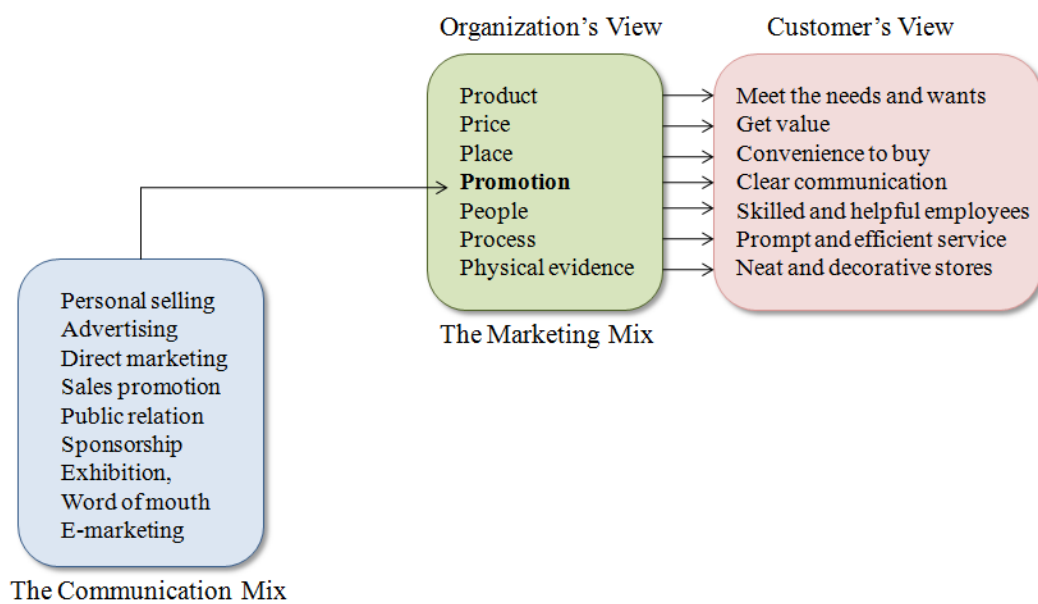 Organization's View
Customer's View
Product
Price
Place
Promotion
People
Process
Physical evidence
Meet the needs and wants
Get value
Convenience to buy
Clear communication
Skilled and helpful employees
Prompt and efficient service
Neat and decorative stores
The Marketing Mix
Personal selling
Advertising
Direct marketing
Sales promotion
Public relation
Sponsorship
Exhibition,
Word of mouth
E-marketing
The Communication Mix